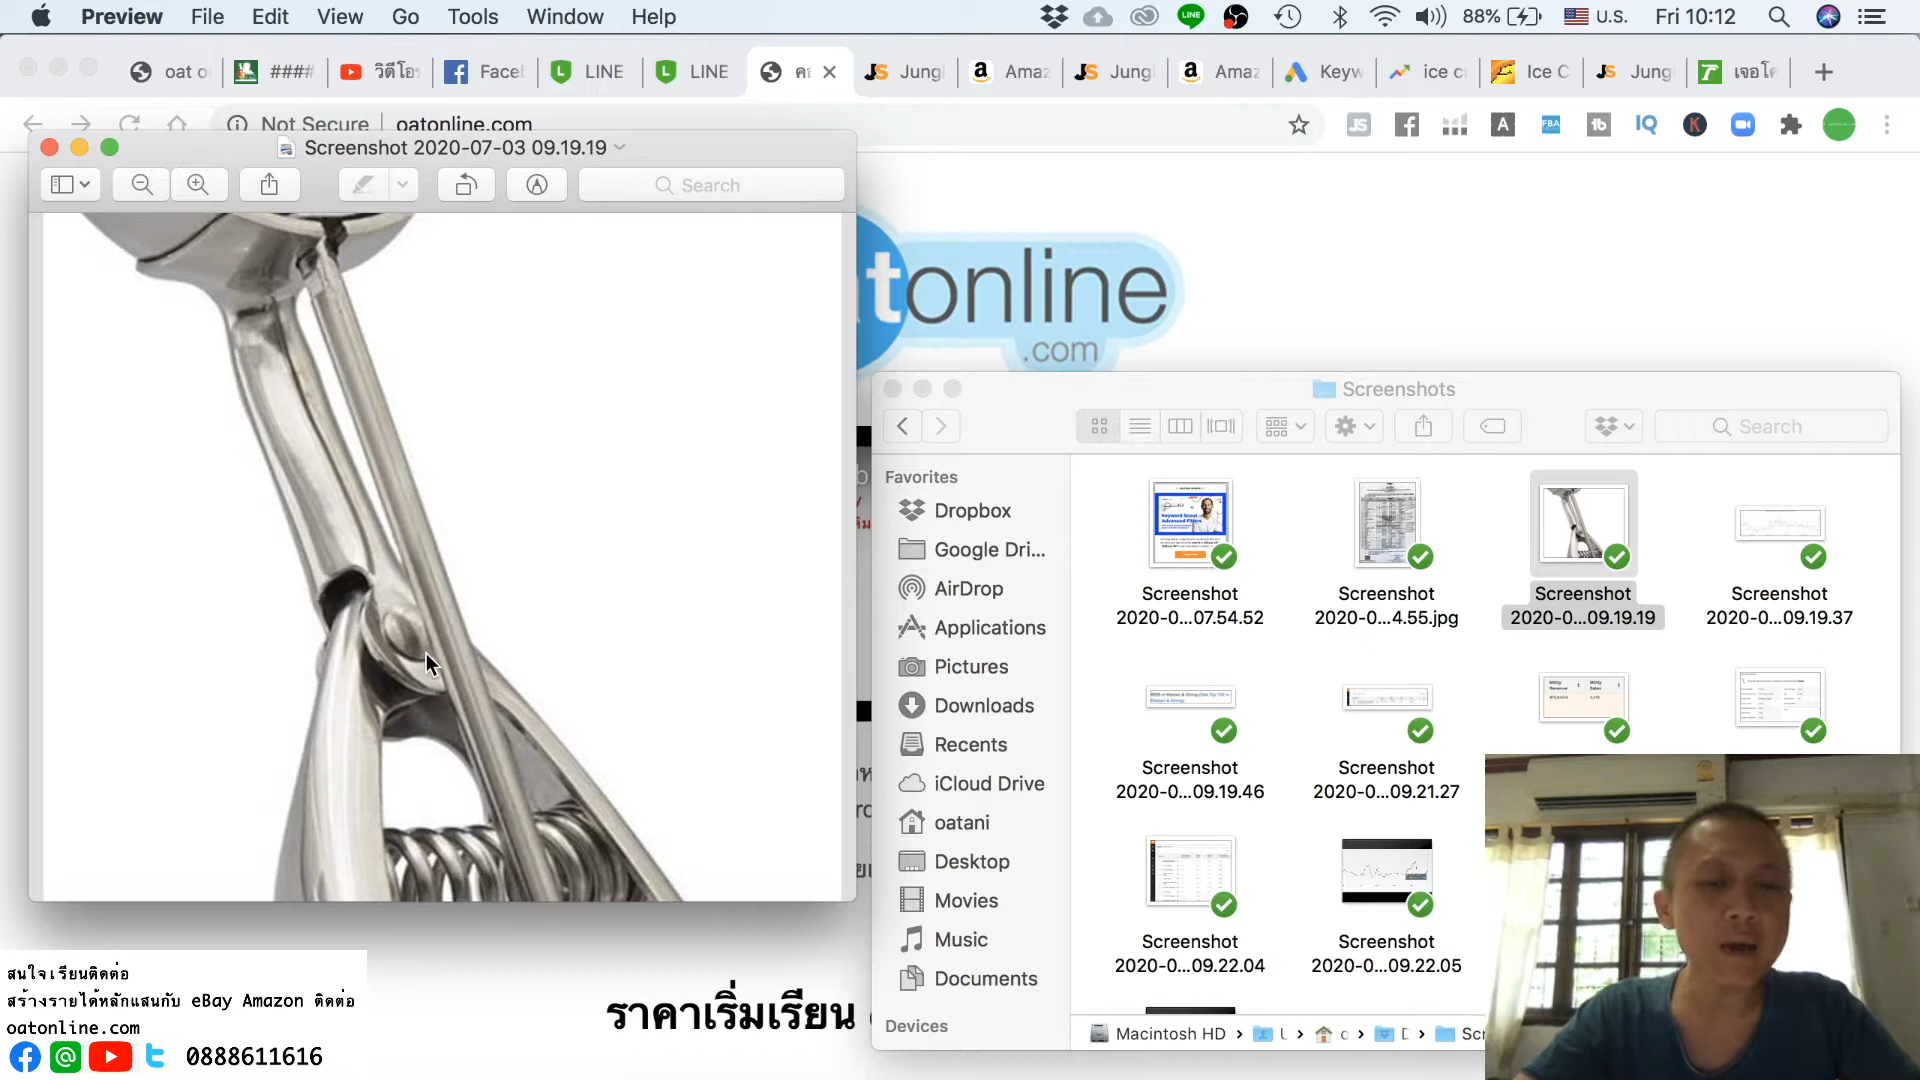 Preview File Edit View Go Tools Window Help
88% U.S. Fri 10:12
oat o
####
วิดีโอ
Facel
LINE
LINE
Jungl
Amaz
Jung
Amaz
Keyw
ice cr
Ice C
Jung
Not Secure oatonline.com
Screenshot 2020-07-03 09.19.19
Search
tonline
.com
Screenshots
Search
Favorites
Dropbox
Google Dri...
AirDrop
Applications
Pictures
Downloads
Recents
iCloud Drive
oatani
Desktop
Movies
Music
Documents
Devices
Screenshot
2020-0...07.54.52
Screenshot
2020-0...4.55.jpg
Screenshot
2020-0...09.19.19
Screenshot
2020-0...09.19.37
Screenshot
2020-0...09.19.46
Screenshot
2020-0...09.21.27
Screenshot
2020-0...09.22.04
Screenshot
2020-0...09.22.05
Macintosh HD
ราคาเริ่มเรียน
สนใจเรียนติดต่อ
สร้างรายได้หลักแสนกับ eBay Amazon ติดต่อ
oatonline.com
0888611616